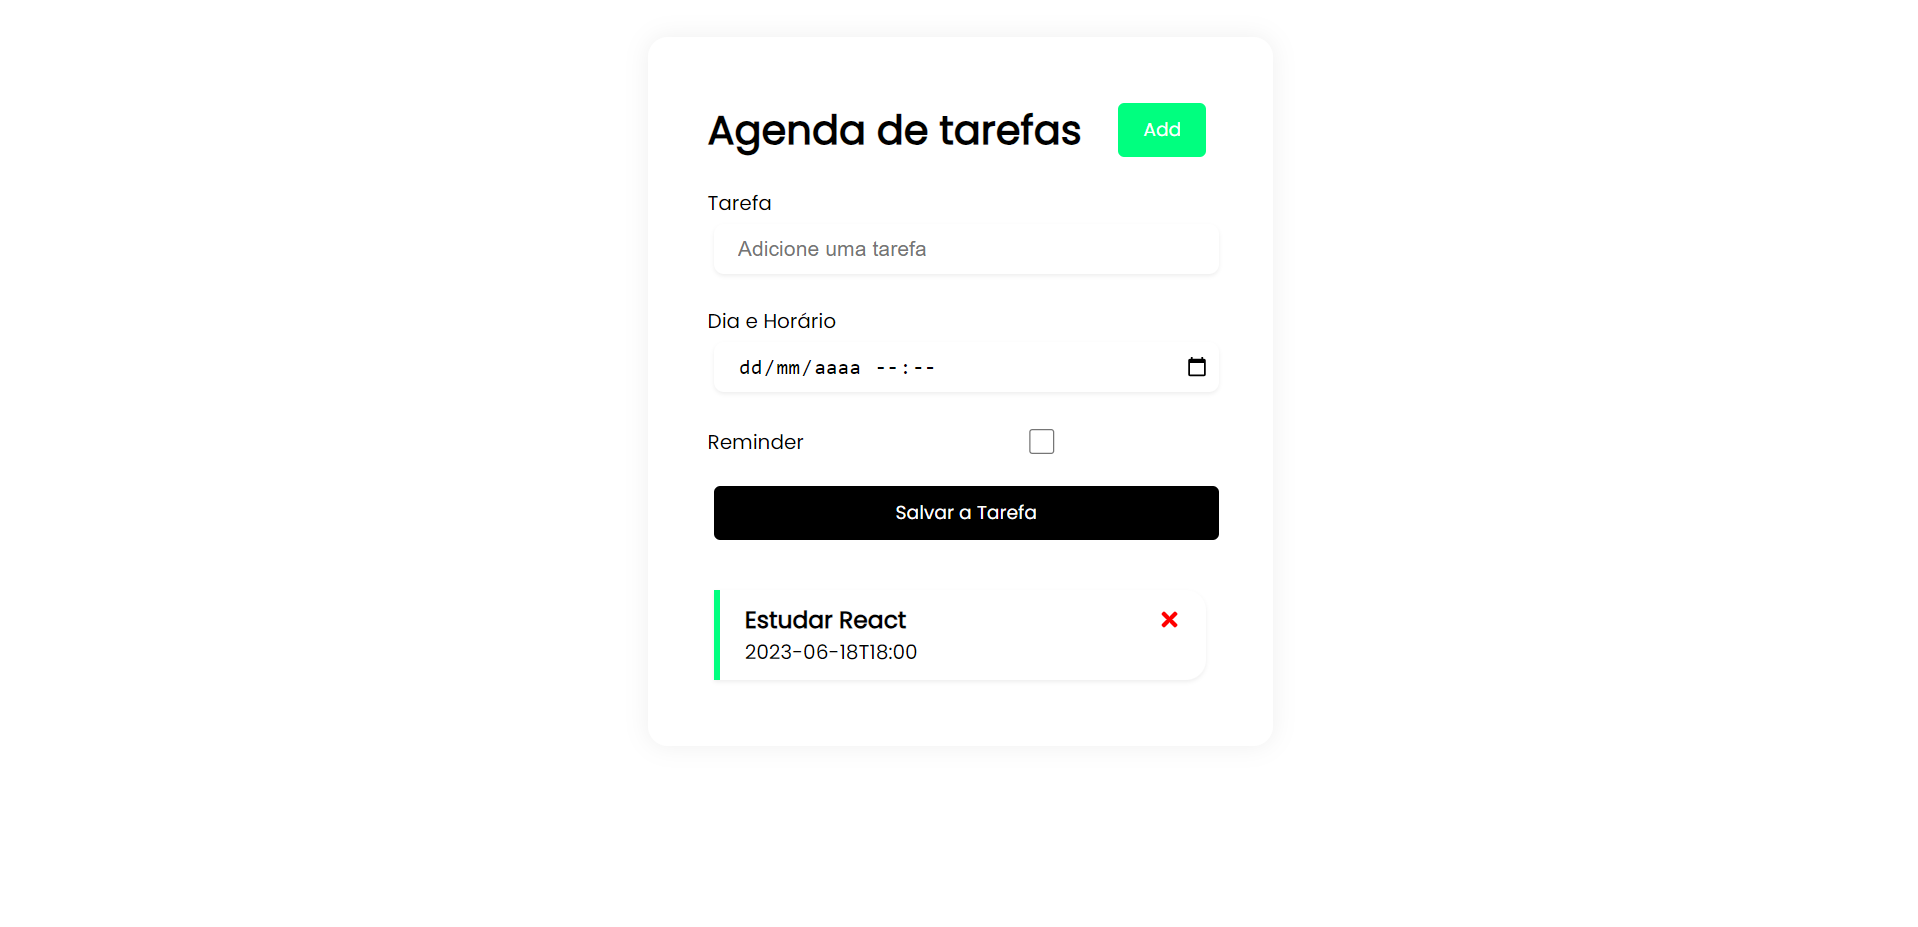 Agenda de tarefas
Add
Tarefa
Adicione uma tarefa
Dia e Horário
dd/mm/aaaa --:--
Reminder
Salvar a Tarefa
Estudar React
2023-06-18T18:00